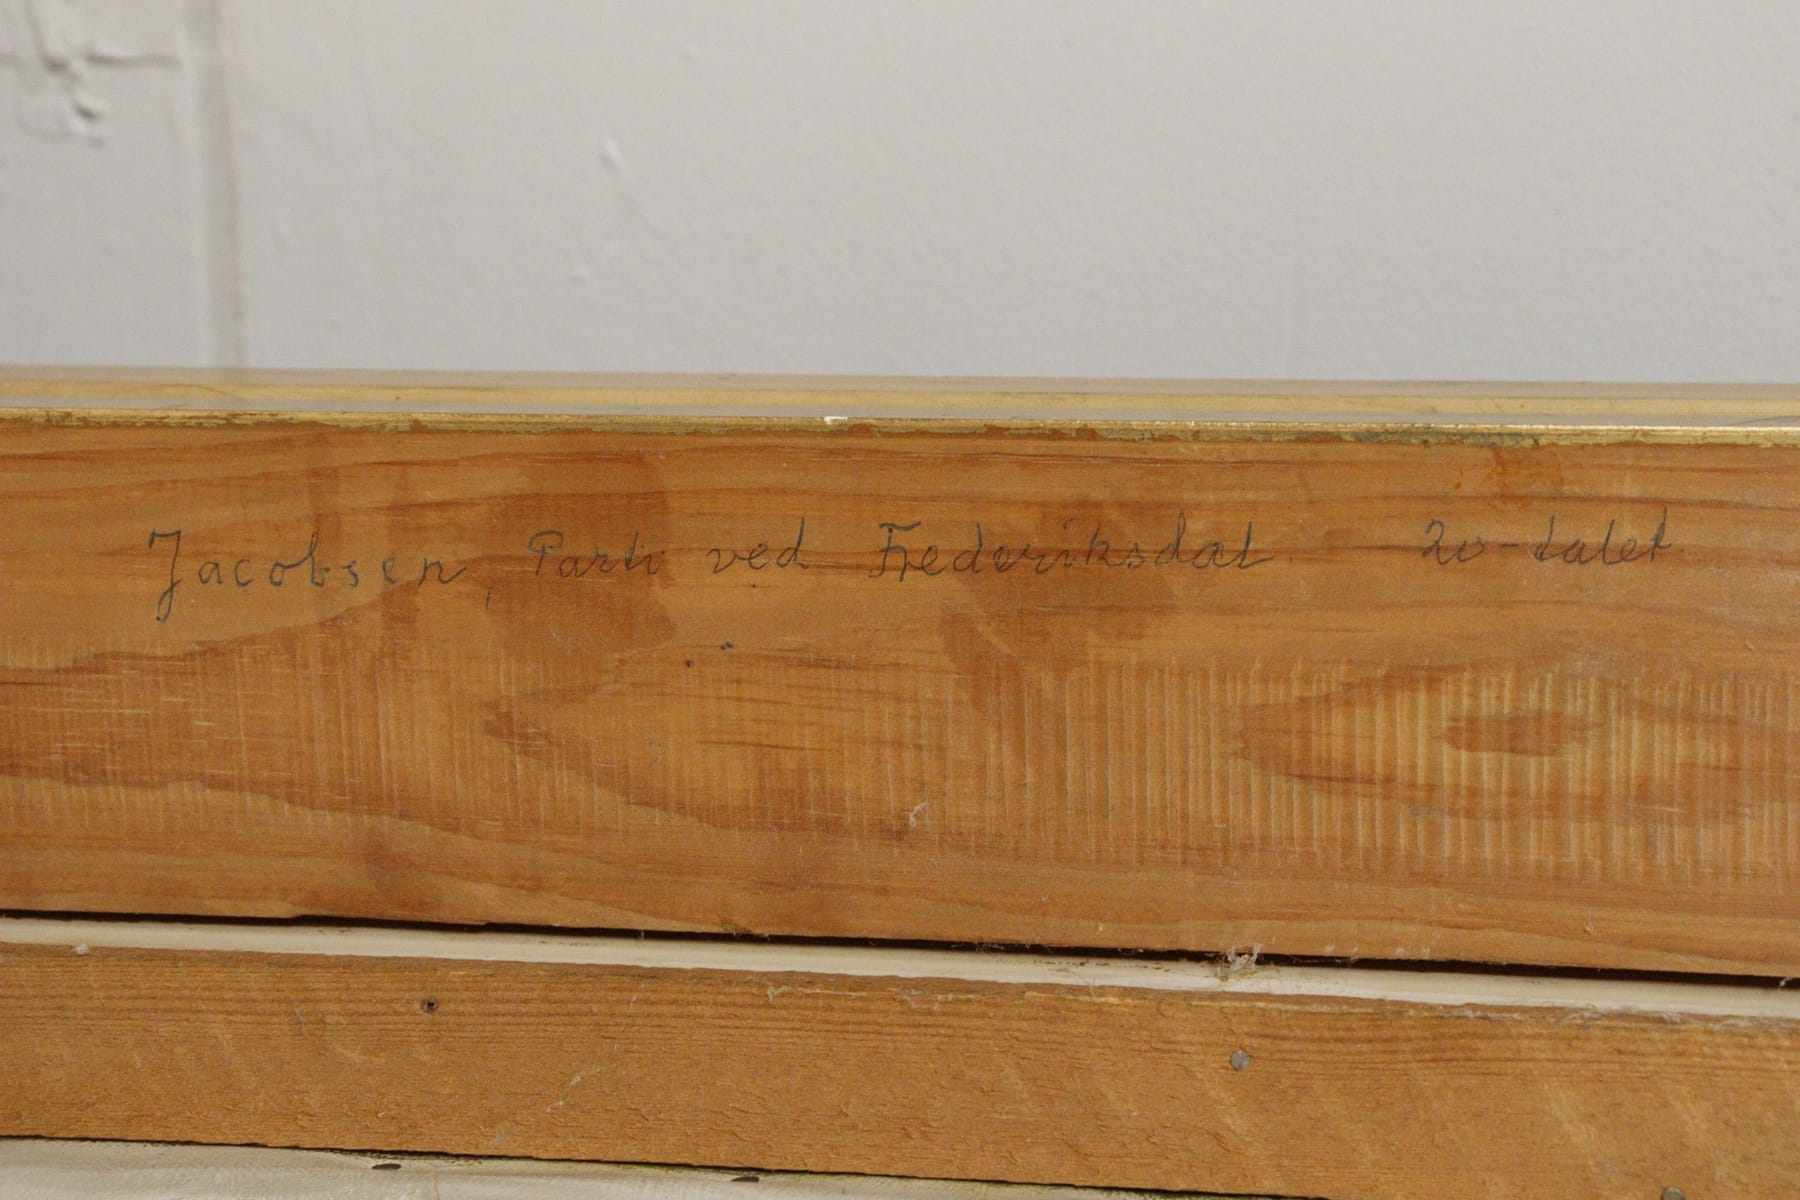 Jacobsen, Parti ved Frederiksdal 20-talet